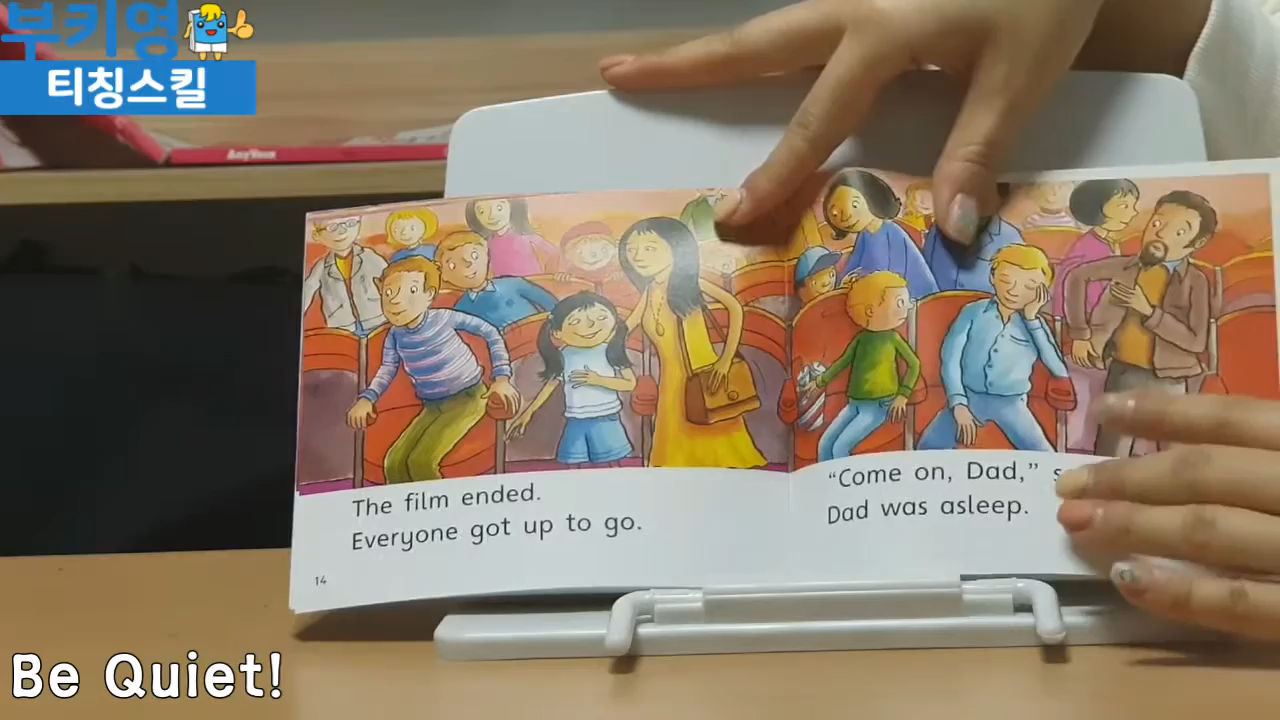 부키영
티칭스킬
AnyBook
The film ended.
Everyone got up to go.
14
“Come on, Dad,” s
Dad was asleep.
Be Quiet!